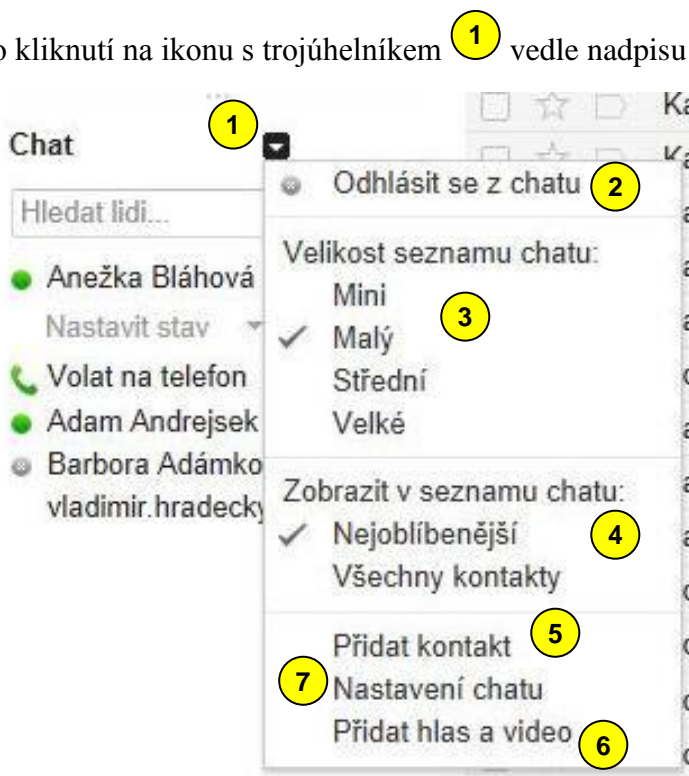 o kliknutí na ikonu s trojúhelníkem 1 vedle nadpisu
1
Chat
Ka
Ka
Odhlásit se z chatu 2
Hledat lidi...
Velikost seznamu chatu:
Anežka Bláhová
Mini
3
Nastavit stav
Malý
Volat na telefon
Střední
Adam Andrejsek
Velké
Barbora Adámko
vladimir.hradecky
Zobrazit v seznamu chatu:
Nejoblíbenější
4
Všechny kontakty
Přidat kontakt 5
7 Nastavení chatu
Přidat hlas a video 6